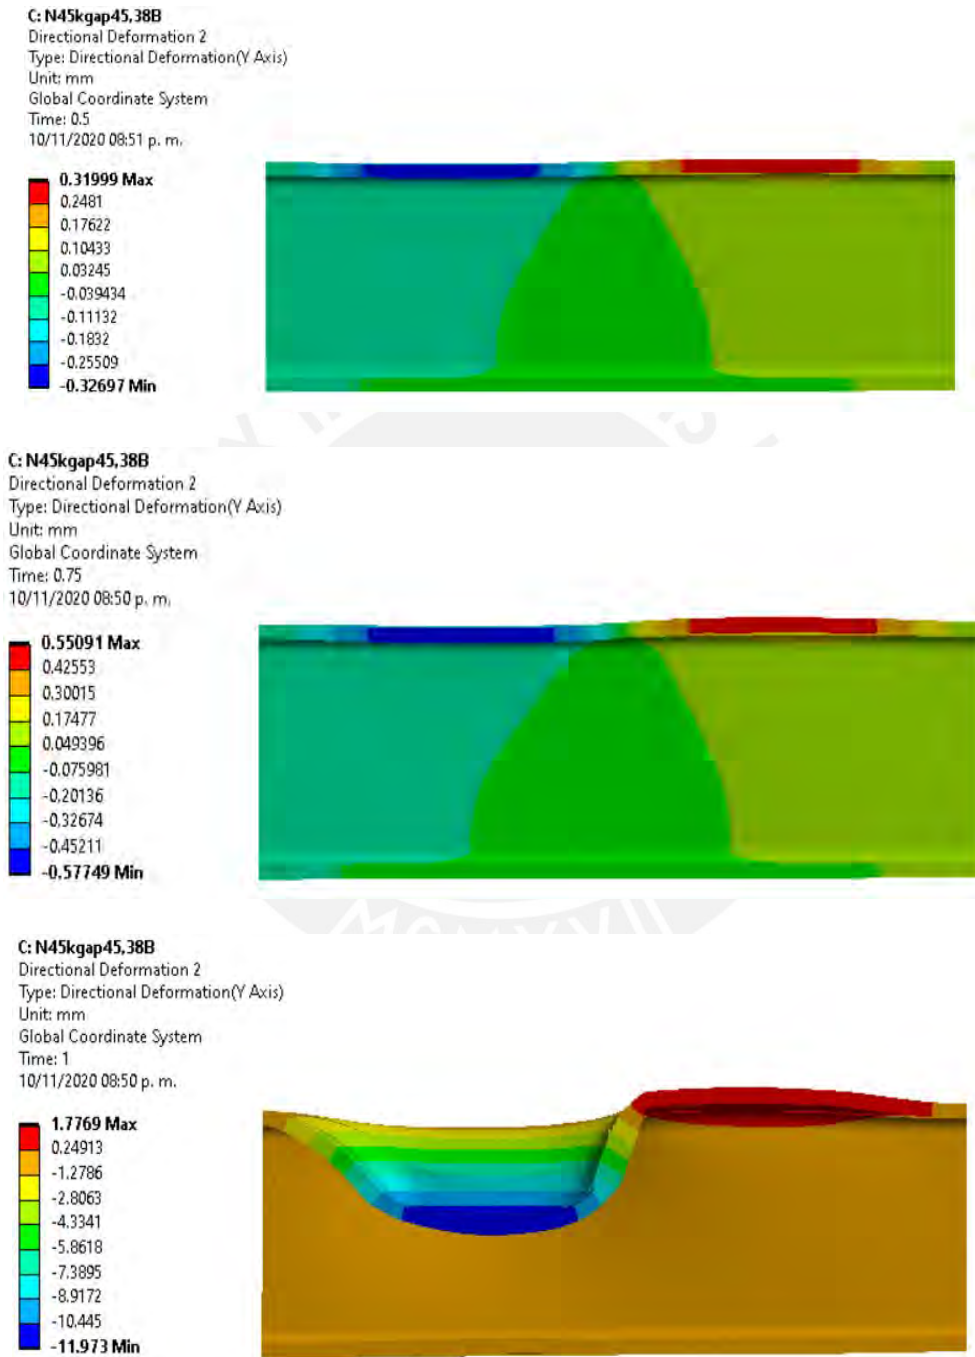 C: N45kgap45,38B
Directional Deformation 2
Type: Directional Deformation(Y Axis)
Unit: mm
Global Coordinate System
Time: 0.5
10/11/2020 08:51 p. m.
0.31999 Max
0.2481
0.17622
0.10433
0.03245
-0.039434
-0.11132
-0.1832
-0.25509
-0.32697 Min
C: N45kgap45,38B
Directional Deformation 2
Type: Directional Deformation(Y Axis)
Unit: mm
Global Coordinate System
Time: 0.75
10/11/2020 08:50 p. m.
0.55091 Max
0.42553
0.30015
0.17477
0.049396
-0.075981
-0.20136
-0.32674
-0.45211
-0.57749 Min
C: N45kgap45,38B
Directional Deformation 2
Type: Directional Deformation(Y Axis)
Unit: mm
Global Coordinate System
Time: 1
10/11/2020 08:50 p. m.
1.7769 Max
0.24913
-1.2786
-2.8063
-4.3341
-5.8618
-7.3895
-8.9172
-10.445
-11.973 Min